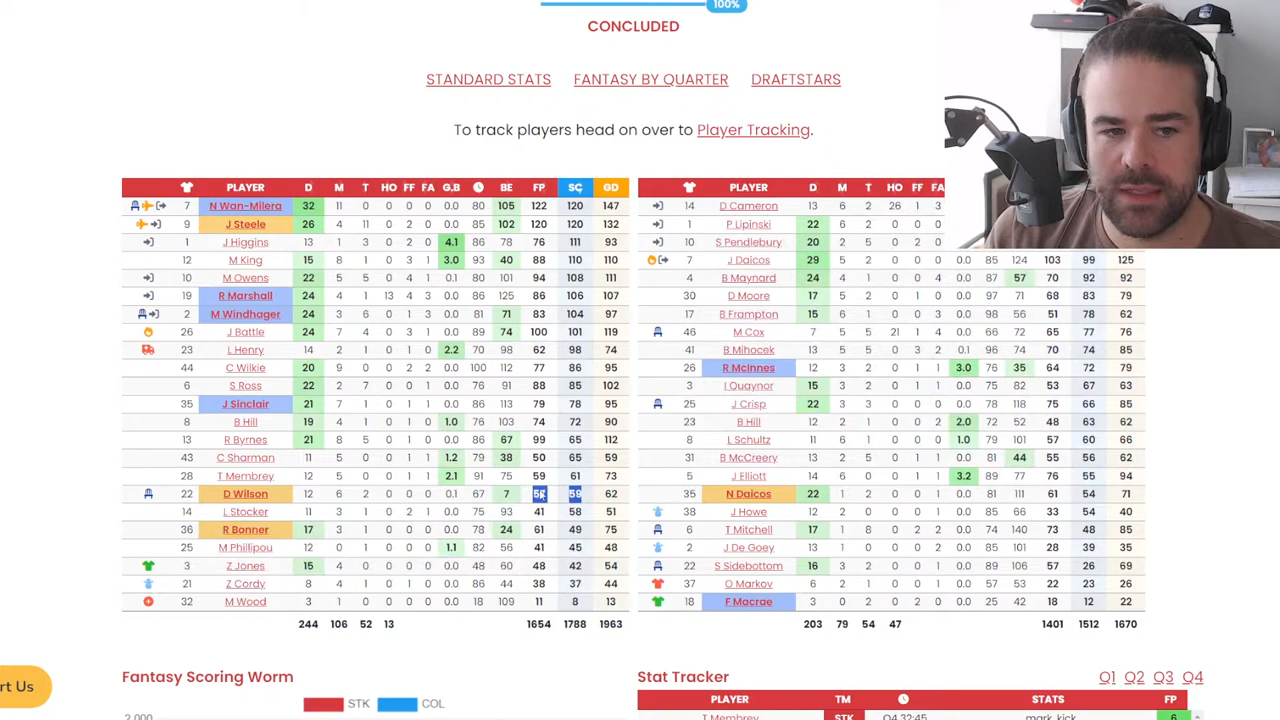 100%
CONCLUDED
STANDARD STATS FANTASY BY QUARTER DRAFTSTARS
To track players head on over to Player Tracking.
PLAYER D M T HO FF FA G.B BE FP SC GD
7 N Wan-Milera 32 11 0 0 0 0 0.0 80 105 122 120 147
9 J Steele 26 4 11 0 2 0 0.0 85 102 120 120 132
1 J Higgins 13 1 3 0 2 0 4.1 86 78 76 111 93
12 M King 15 8 1 0 3 1 3.0 93 40 88 110 110
10 M Owens 22 5 5 0 4 0 0.1 80 101 94 108 111
19 R Marshall 24 4 1 13 4 3 0.0 86 125 86 106 107
2 M Windhager 24 3 6 0 1 3 0.0 81 71 83 104 97
26 J Battle 24 7 4 0 3 1 0.0 89 74 100 101 119
23 L Henry 14 2 1 0 0 0 2.2 70 98 62 98 74
44 C Wilkie 20 9 0 0 2 2 0.0 100 112 77 86 95
6 S Ross 22 2 7 0 0 1 0.0 76 91 88 85 102
35 J Sinclair 21 7 1 0 1 1 0.0 86 113 79 78 95
8 B Hill 19 4 1 0 0 1 1.0 76 103 74 72 90
13 R Byrnes 21 8 5 0 1 0 0.0 86 67 99 65 112
43 C Sharman 11 5 0 0 0 1 1.2 79 38 50 65 59
28 T Membrey 12 5 0 0 1 0 2.1 91 75 59 61 73
22 D Wilson 12 6 2 0 0 0 0.1 67 7 59 62
14 L Stocker 11 3 1 0 2 1 0.0 75 93 41 58 51
36 R Bonner 17 3 1 0 0 0 0.0 78 24 61 49 75
25 M Phillipou 12 0 1 0 0 0 1.1 82 56 41 45 48
3 Z Jones 15 4 0 0 0 0 0.0 48 60 48 42 54
21 Z Cordy 8 4 1 0 0 1 0.0 86 44 38 37 44
32 M Wood 3 1 0 0 0 0 0.0 18 109 11 8 13
244 106 52 13 1654 1788 1963
PLAYER D M T HO FF FA
14 D Cameron 13 6 2 26 1 3
1 P Lipinski 22 6 2 0 0 0
10 S Pendlebury 20 2 5 0 2 0
7 J Daicos 29 5 2 0 0 0 0.0 85 124 103 99 125
4 B Maynard 24 4 1 0 0 4 0.0 87 57 70 92 92
30 D Moore 17 5 2 0 0 1 0.0 97 71 68 83 79
17 B Frampton 15 6 1 0 0 3 0.0 98 56 51 78 62
46 M Cox 7 5 5 21 1 4 0.0 66 72 65 77 76
41 B Mihocek 13 5 5 0 3 2 0.1 96 74 70 74 85
26 R McInnes 12 3 2 0 1 1 3.0 76 35 64 72 79
3 I Quaynor 15 3 2 0 1 1 0.0 75 82 53 67 63
25 J Crisp 22 3 3 0 0 1 0.0 78 118 75 66 85
23 B Hill 12 2 1 0 0 1 2.0 72 52 48 63 62
8 L Schultz 11 6 1 0 0 0 1.0 79 101 57 60 66
31 B McCreery 13 2 5 0 2 2 0.0 81 44 56 56 62
5 J Elliott 14 6 0 0 0 1 3.2 84 83 76 55 94
35 N Daicos 22 1 2 0 0 2 0.0 81 111 61 54 71
38 J Howe 12 2 0 0 0 1 0.0 85 66 33 54 40
6 T Mitchell 17 1 8 0 0 2 0.0 74 140 73 48 85
2 J De Goey 13 1 0 0 0 2 0.0 85 101 28 39 35
22 S Sidebottom 16 2 3 0 0 1 0.0 89 106 57 26 69
37 O Markov 6 2 1 0 0 1 0.0 57 53 22 23 26
18 F Macrae 3 0 2 0 2 0 0.0 25 42 18 12 22
203 79 54 47 1401 1512 1670
rt Us
Fantasy Scoring Worm
STK COL
2,000
Stat Tracker Q1 Q2 Q3 Q4
PLAYER TM STATS FP
T Membrey STK Q4 32:45 mark, kick 6